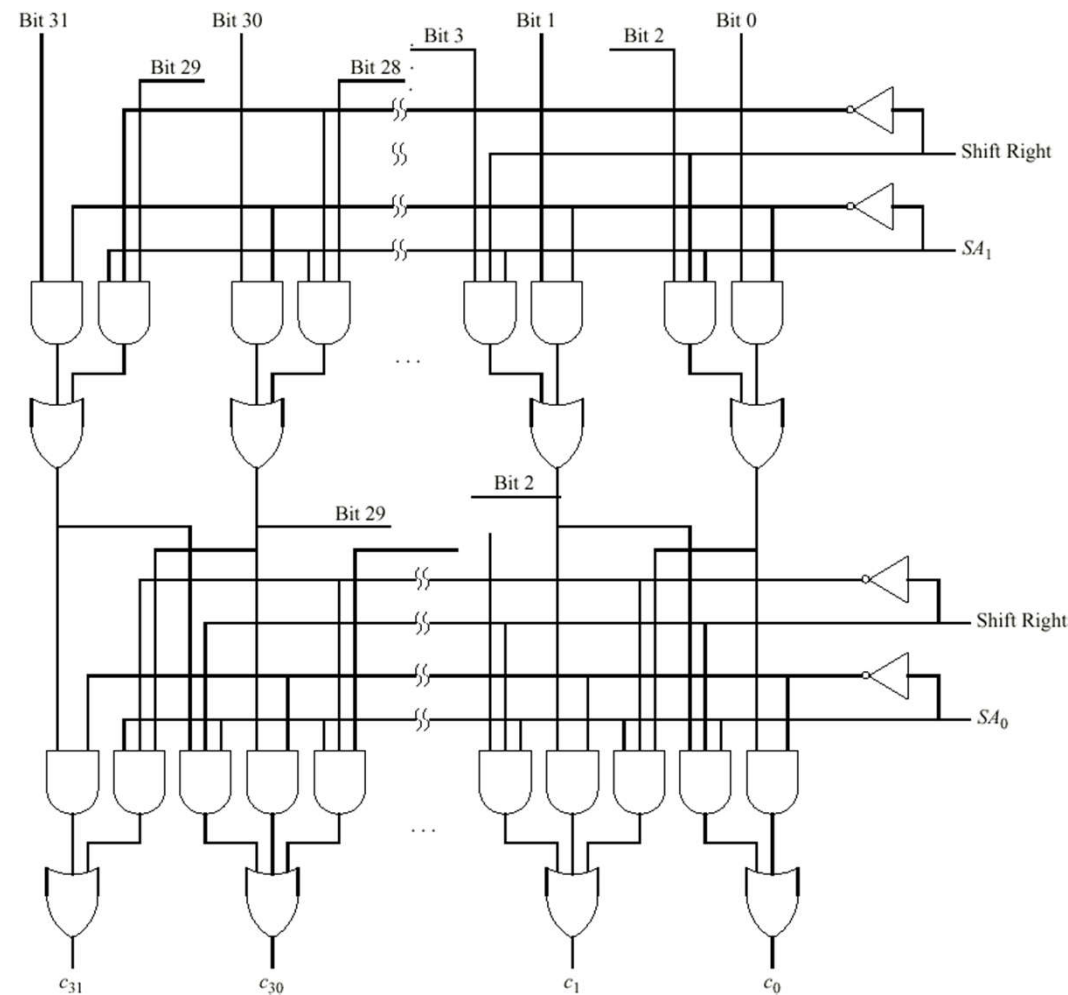 Bit 31
Bit 30
Bit 1
Bit 0
Bit 3
Bit 2
Bit 29
Bit 28
Shift Right
SA1
. . .
Bit 2
Bit 29
Shift Right
SA0
. . .
c31
c30
c1
c0